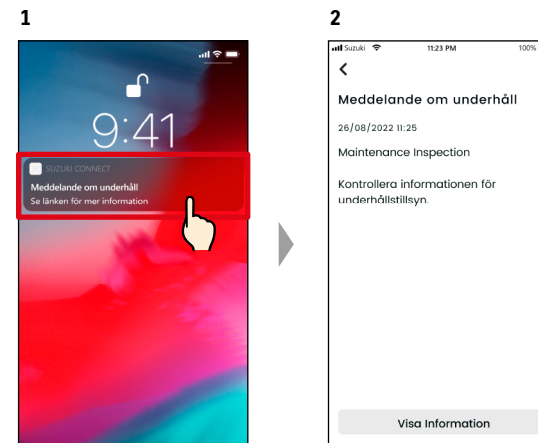 1
9:41
SUZUKI CONNECT
Meddelande om underhåll
Se länken för mer information
2
Suzuki 11:23 PM 100%
Meddelande om underhåll
26/08/2022 11:25
Maintenance Inspection
Kontrollera informationen för
underhållstillsyn.
Visa Information